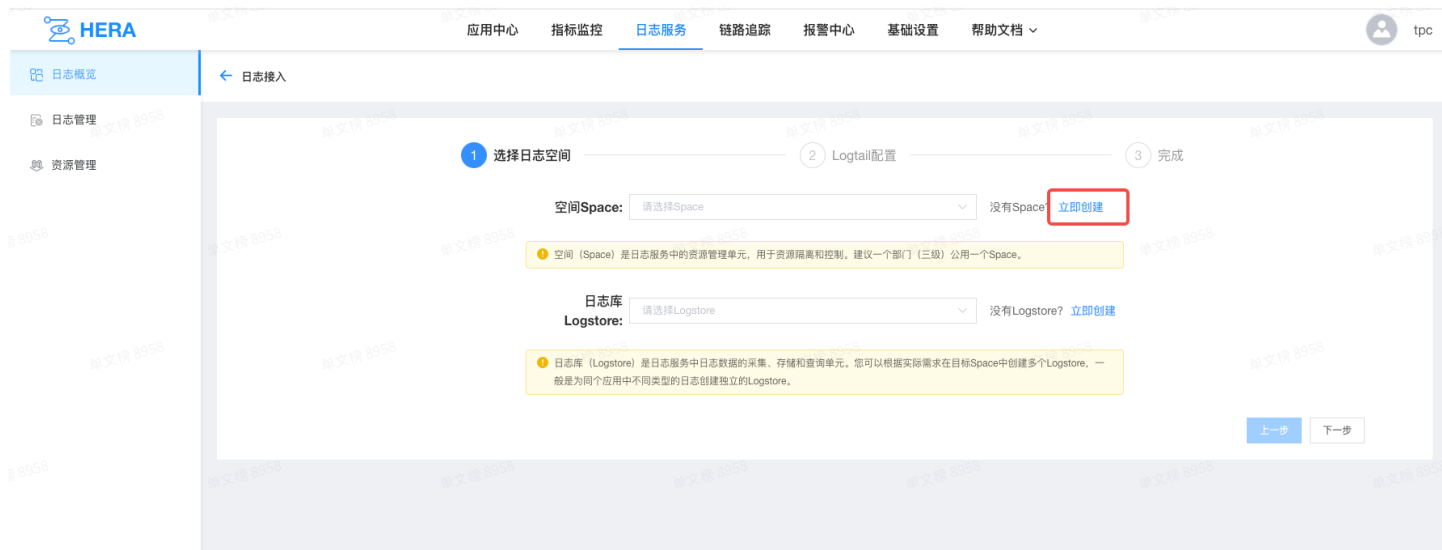 HERA
应用中心 指标监控 日志服务 链路追踪 报警中心 基础设置 帮助文档
tpc
日志概览
日志管理
资源管理
日志接入
1 选择日志空间 2 Logtail配置 3 完成
空间Space: 请选择Space 没有Space? 立即创建
空间（Space）是日志服务中的资源管理单元，用于资源隔离和控制。建议一个部门（三级）公用一个Space。
日志库
Logstore: 请选择Logstore 没有Logstore? 立即创建
日志库（Logstore）是日志服务中日志数据的采集、存储和查询单元。您可以根据实际需求在目标Space中创建多个Logstore，一
般是为同个应用中不同类型的日志创建独立的Logstore。
上一步 下一步
单文榜 8958